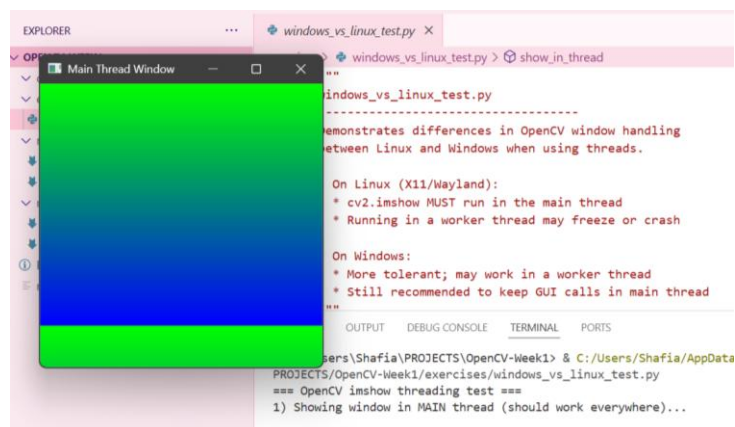 EXPLORER
...
windows_vs_linux_test.py
windows_vs_linux_test.py > show_in_thread
Main Thread Window
"""
indows_vs_linux_test.py
---------------------------------
emonstrates differences in OpenCV window handling
etween Linux and Windows when using threads.
On Linux (X11/Wayland):
* cv2.imshow MUST run in the main thread
* Running in a worker thread may freeze or crash
On Windows:
* More tolerant; may work in a worker thread
* Still recommended to keep GUI calls in main thread
"""
OUTPUT DEBUG CONSOLE TERMINAL PORTS
sers\Shafia\PROJECTS\OpenCV-Week1> & C:/Users/Shafia/AppData
PROJECTS/OpenCV-Week1/exercises/windows_vs_linux_test.py
=== OpenCV imshow threading test ===
1) Showing window in MAIN thread (should work everywhere)...